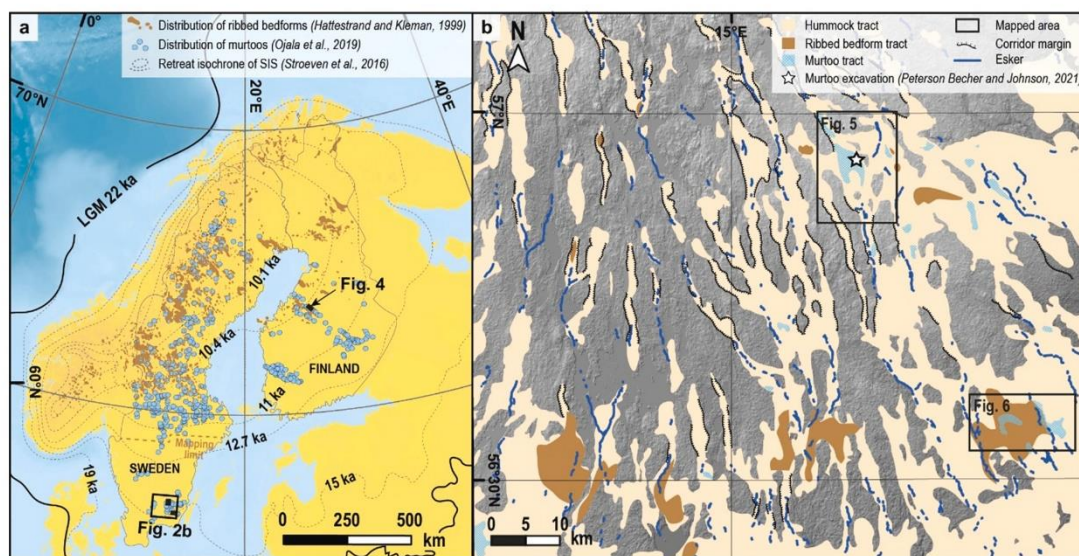 a
Distribution of ribbed bedforms (Hattestrand and Kleman, 1999)
Distribution of murtoos (Ojala et al., 2019)
Retreat isochrone of SIS (Stroeven et al. 2016)
0°
70°
70°N
20°E
40°E
LGM 22 ka
10.1 ka
Fig. 4
10.4 ka
FINLAND
60°N
11 ka
12.7 ka
Mapping
limit
SWEDEN
19 ka
15 ka
Fig. 2b
0 250 500
km
b
N
15°E
Hummock tract
Ribbed bedform tract
Murtoo tract
Murtoo excavation (Peterson Becher and Johnson, 2021)
Mapped area
Corridor margin
Esker
57°N
Fig. 5
Fig. 6
56°30'N
0 5 10
km